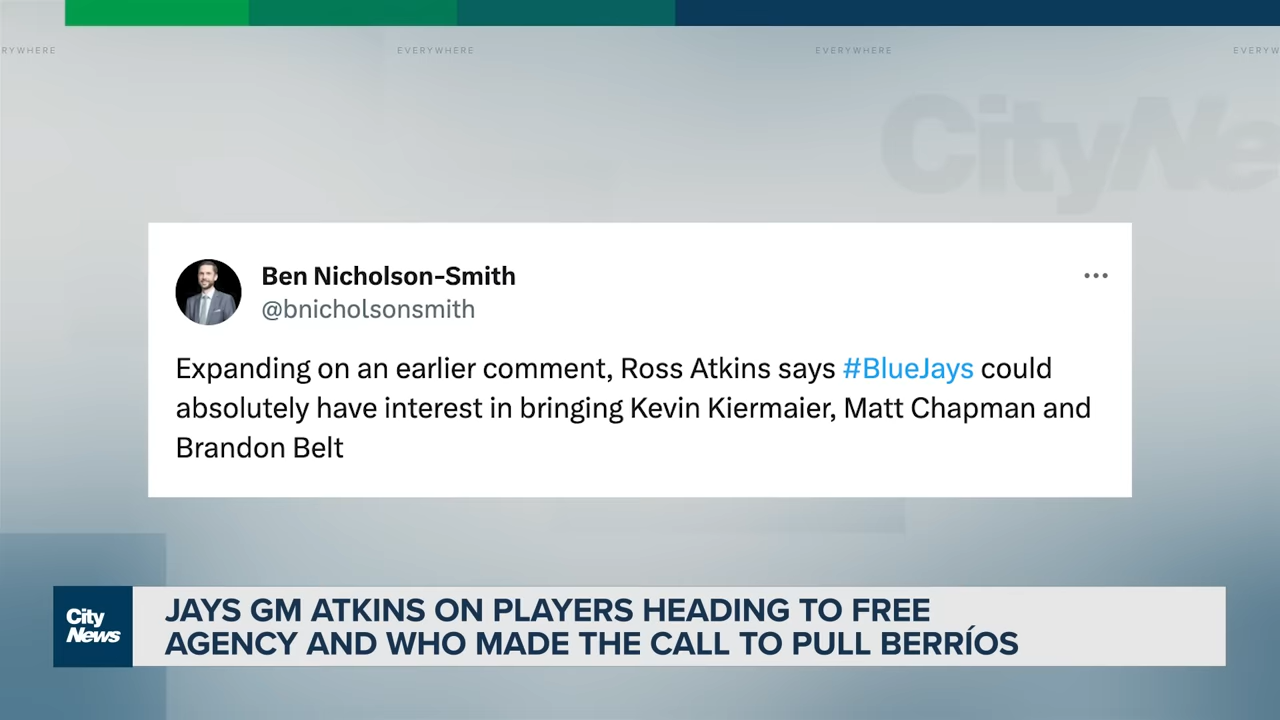 EVERYWHERE
EVERYWHERE
CityNe
Ben Nicholson-Smith
@bnicholsonsmith
Expanding on an earlier comment, Ross Atkins says #BlueJays could
absolutely have interest in bringing Kevin Kiermaier, Matt Chapman and
Brandon Belt
City
News
JAYS GM ATKINS ON PLAYERS HEADING TO FREE
AGENCY AND WHO MADE THE CALL TO PULL BERRÍOS